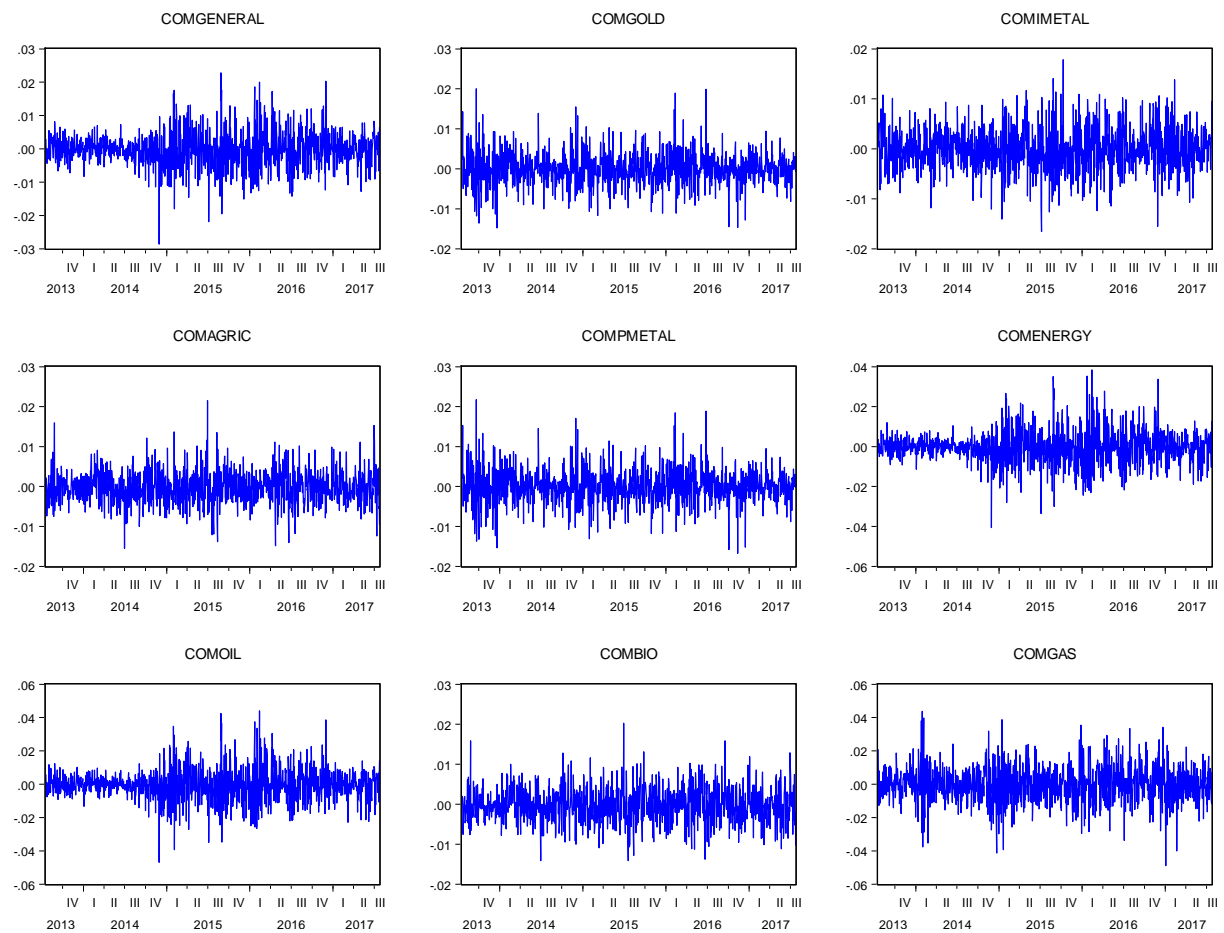 COMGENERAL COMGOLD COMIMETAL
.03 .03 .02
.02 .02 .01
.01 .01 .00
.00 .00 -.01
-.01 -.01 -.02
-.02 -.02
-.03
IV I II III IV I II III IV I II III IV I II III IV I II III IV I II III IV I II III IV I II III IV I II III IV I II III IV I II III IV I II III
2013 2014 2015 2016 2017 2013 2014 2015 2016 2017 2013 2014 2015 2016 2017
COMAGRIC COMPMETAL COMENERGY
.03 .03 .04
.02 .02 .02
.01 .01 .00
.00 .00 -.02
-.01 -.01 -.04
-.02 -.02 -.06
IV I II III IV I II III IV I II III IV I II III IV I II III IV I II III IV I II III IV I II III IV I II III IV I II III IV I II III IV I II III
2013 2014 2015 2016 2017 2013 2014 2015 2016 2017 2013 2014 2015 2016 2017
COMOIL COMBIO COMGAS
.06 .03 .06
.04 .02 .04
.02 .01 .02
.00 .00 .00
-.02 -.01 -.02
-.04 -.02 -.04
-.06 -.06
IV I II III IV I II III IV I II III IV I II III IV I II III IV I II III IV I II III IV I II III IV I II III IV I II III IV I II III IV I II III
2013 2014 2015 2016 2017 2013 2014 2015 2016 2017 2013 2014 2015 2016 2017